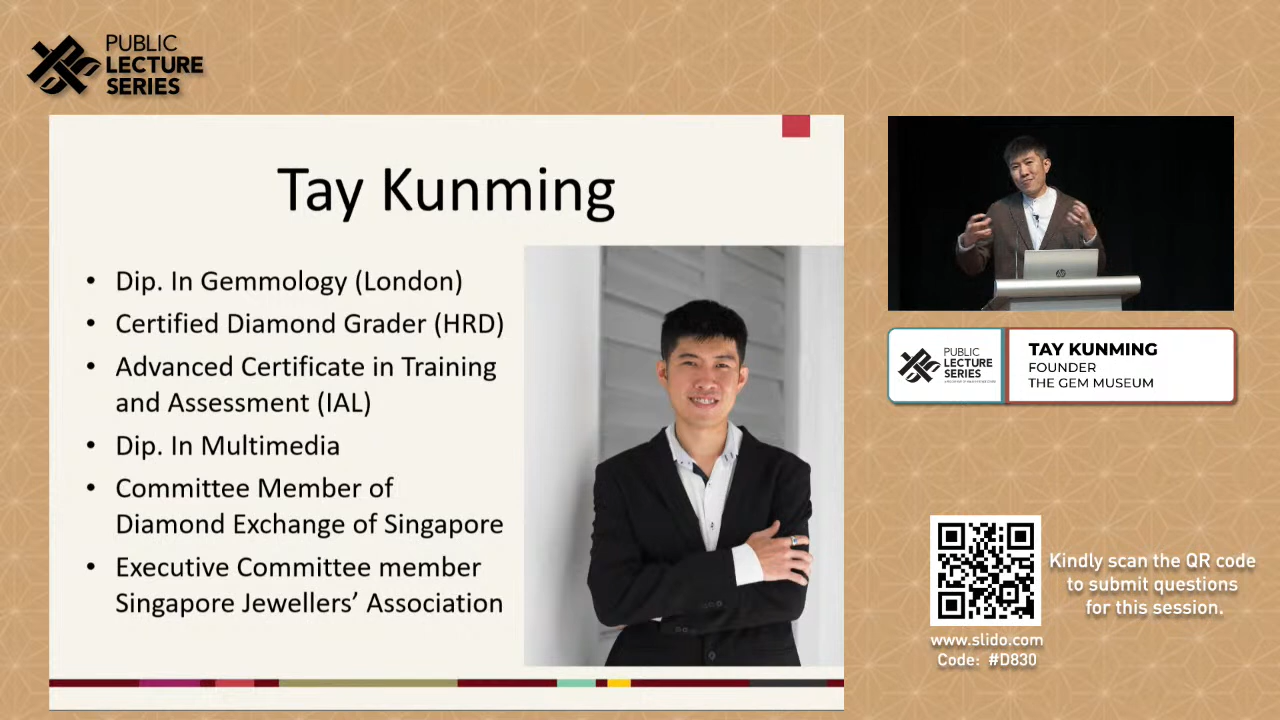 PUBLIC
LECTURE
SERIES
Tay Kunming
• Dip. In Gemmology (London)
• Certified Diamond Grader (HRD)
• Advanced Certificate in Training
and Assessment (IAL)
• Dip. In Multimedia
• Committee Member of
Diamond Exchange of Singapore
• Executive Committee member
Singapore Jewellers’ Association
hp
PUBLIC
LECTURE
SERIES
TAY KUNMING
FOUNDER
THE GEM MUSEUM
Kindly scan the QR code
to submit questions
for this session.
www.slido.com
Code: #D830